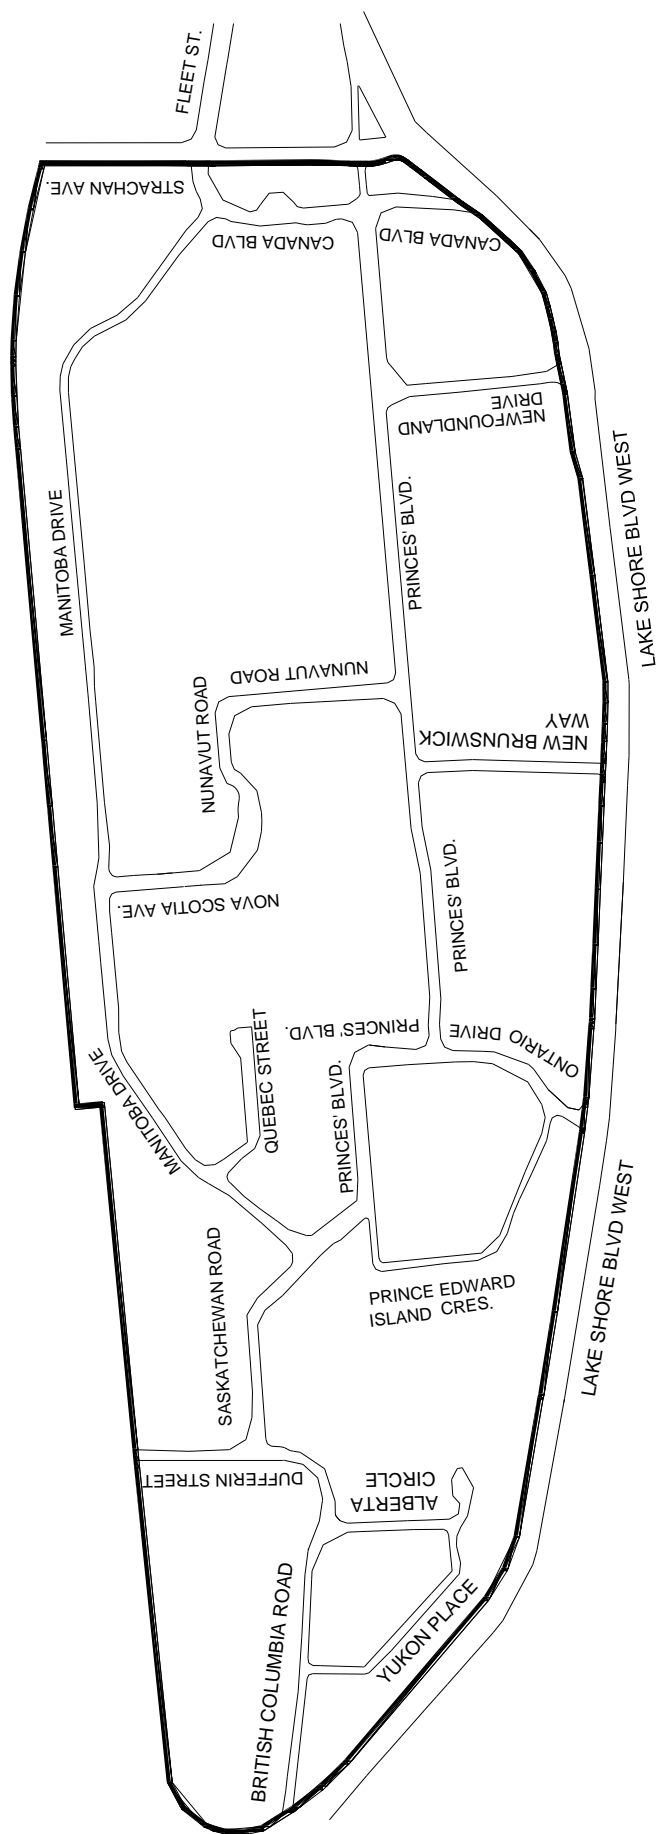 FLEET ST.
STRACHAN AVE.
CANADA BLVD
CANADA BLVD
NEWFOUNDLAND
DRIVE
MANITOBA DRIVE
PRINCES' BLVD.
LAKE SHORE BLVD WEST
NUNAVUT ROAD
NUNAVUT ROAD
NEW BRUNSWICK
WAY
NOVA SCOTIA AVE.
PRINCES' BLVD.
PRINCES' BLVD.
ONTARIO DRIVE
QUEBEC STREET
MANITOBA DRIVE
PRINCES' BLVD.
LAKE SHORE BLVD WEST
SASKATCHEWAN ROAD
PRINCE EDWARD
ISLAND CRES.
DUFFERIN STREET
ALBERTA
CIRCLE
BRITISH COLUMBIA ROAD
YUKON PLACE